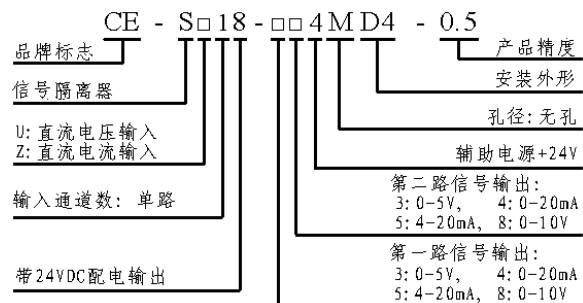 CE - S□18-□□4MD4 - 0.5
品牌标志
产品精度
信号隔离器
安装外形
U: 直流电压输入
Z: 直流电流输入
孔径: 无孔
辅助电源+24V
输入通道数: 单路
第二路信号输出:
3: 0-5V, 4: 0-20mA
5: 4-20mA, 8: 0-10V
带24VDC配电输出
第一路信号输出:
3: 0-5V, 4: 0-20mA
5: 4-20mA, 8: 0-10V